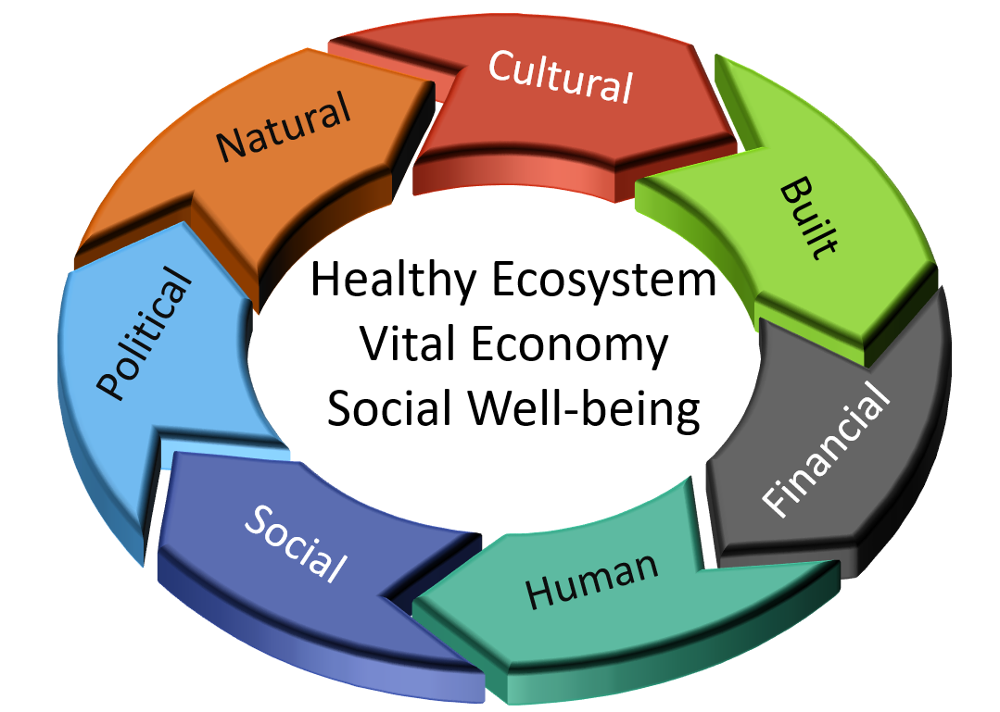 Cultural
Built
Financial
Human
Social
Political
Natural
Healthy Ecosystem
Vital Economy
Social Well-being